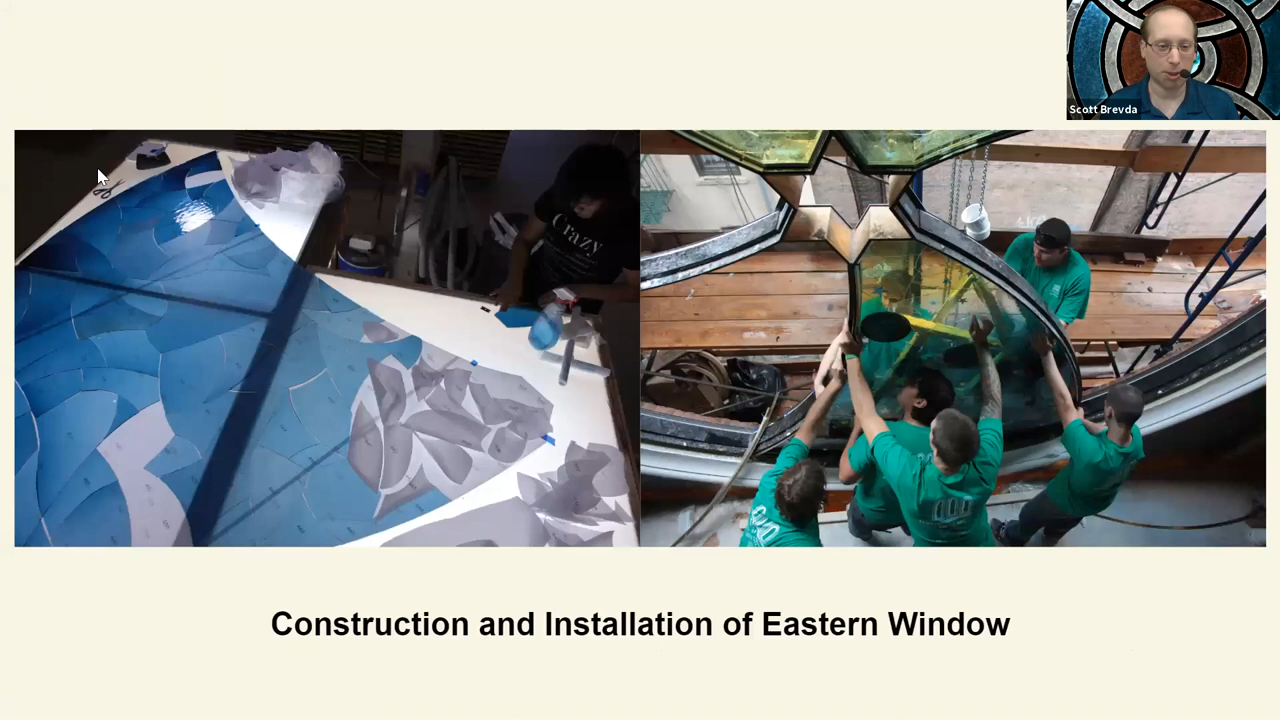 Scott Brevda
Crazy
Construction and Installation of Eastern Window